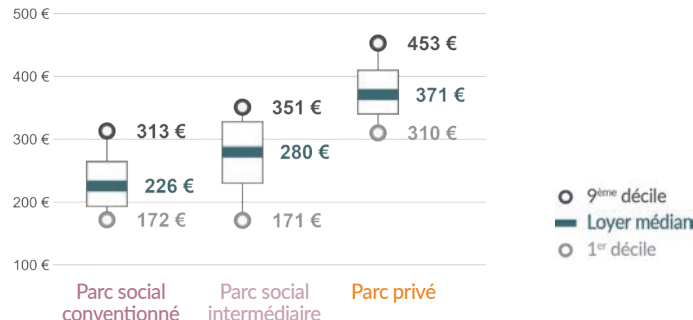 500 €
400 €
300 €
200 €
100 €
313 €
226 €
172 €
351 €
280 €
171 €
453 €
371 €
310 €
Parc social
conventionné
Parc social
intermédiaire
Parc privé
9ème décile
Loyer médian
1er décile